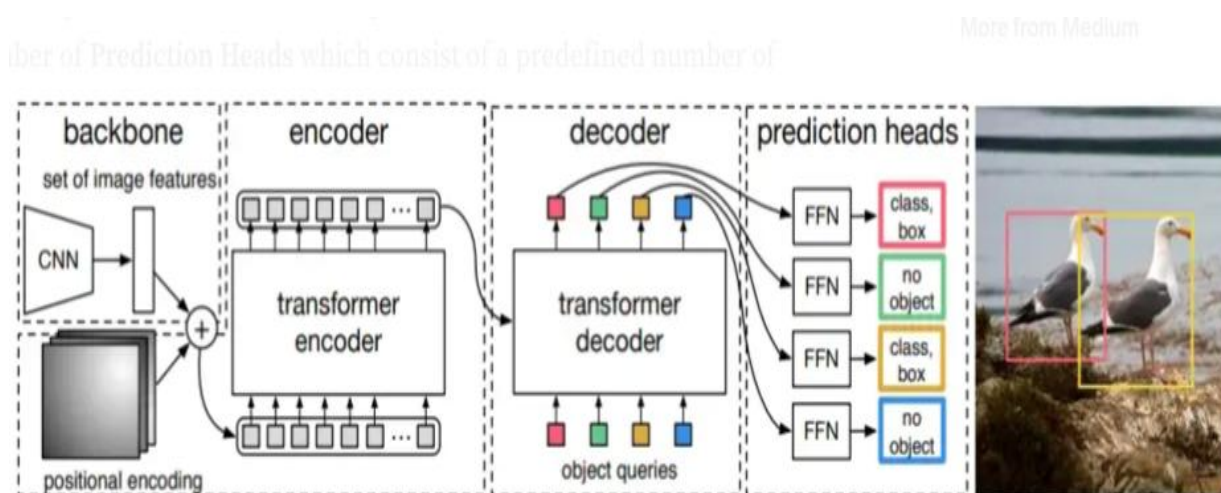 More from Medium
ber of Prediction Heads which consist of a predefined number of
backbone
set of image features
CNN
+
positional encoding
encoder
...
transformer
encoder
...
decoder
transformer
decoder
object queries
prediction heads
FFN
class,
box
FFN
no
object
FFN
class,
box
FFN
no
object